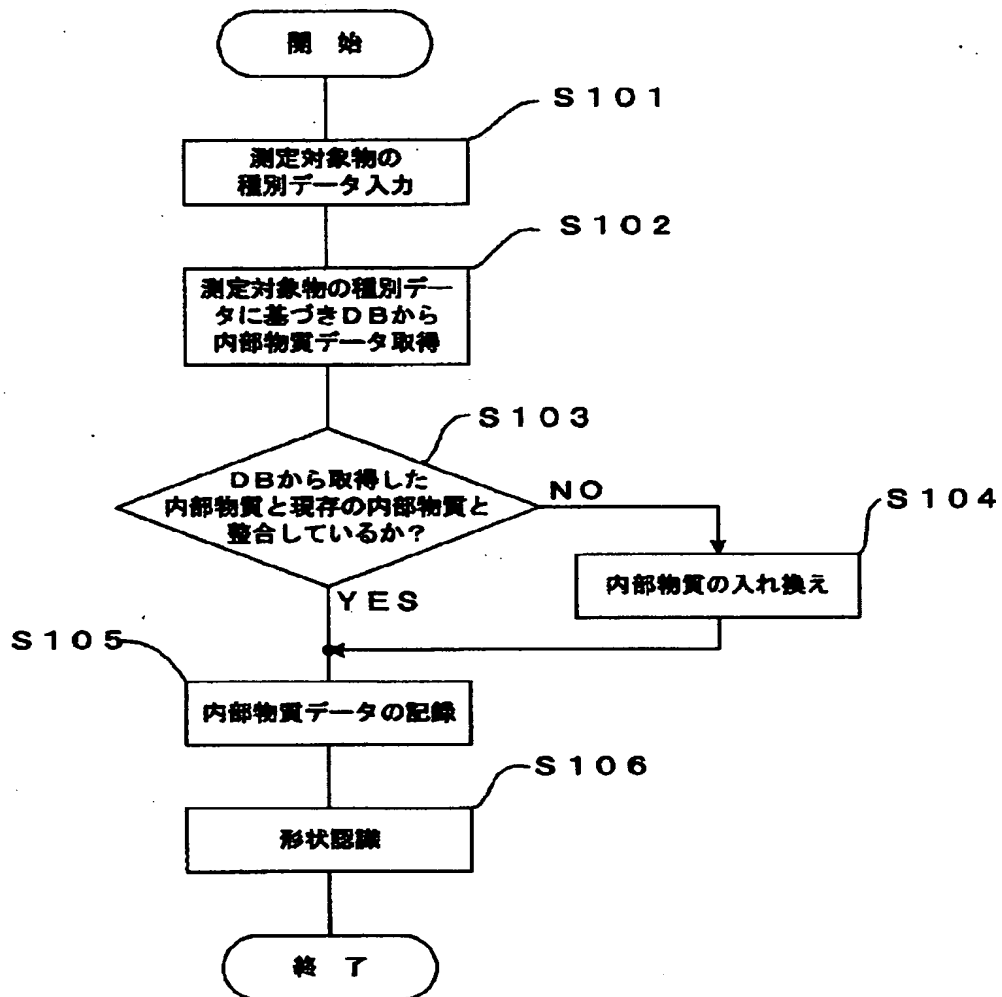 開 始
S101
測定対象物の
種別データ入力
S102
測定対象物の種別デー
タに基づきDBから
内部物質データ取得
S103
DBから取得した
内部物質と現存の内部物質と
整合しているか?
NO
S104
内部物質の入れ換え
YES
S105
内部物質データの記録
S106
形状認識
終 了